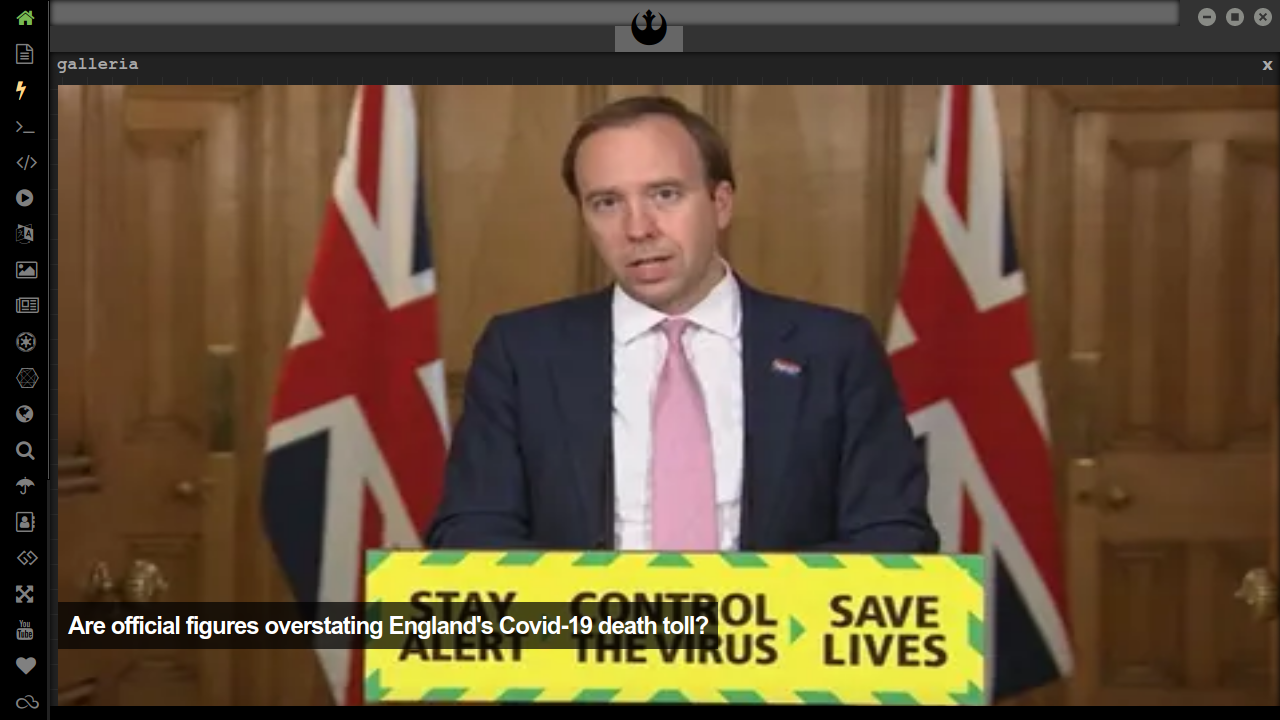 galleria
x
Are official figures overstating England's Covid-19 death toll?
STAY CONTROL SAVE
ALERT THE VIRUS LIVES